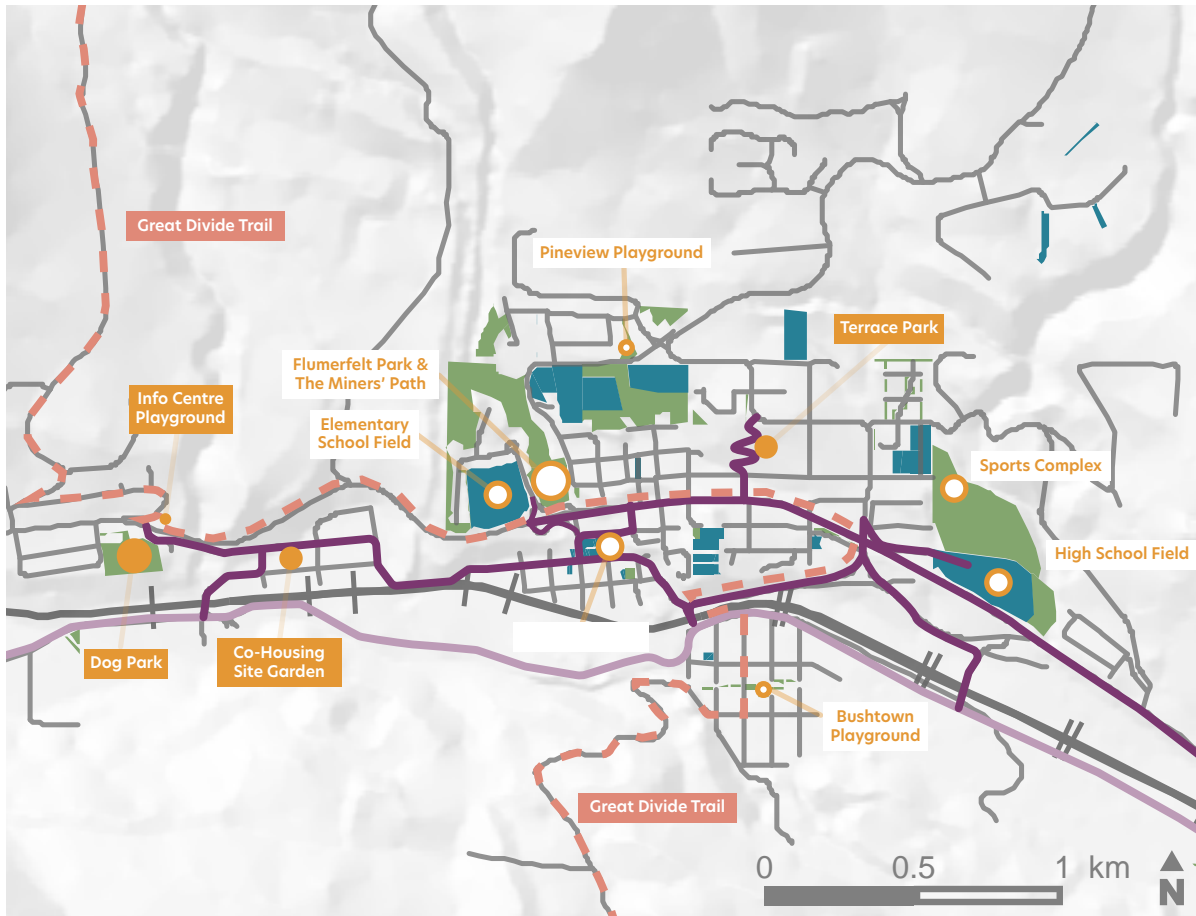 Great Divide Trail
Pineview Playground
Terrace Park
Flumerfelt Park &
The Miners' Path
Info Centre
Playground
Elementary
School Field
Sports Complex
High School Field
Dog Park
Co-Housing
Site Garden
Bushtown
Playground
Great Divide Trail
0 0.5 1 km
N